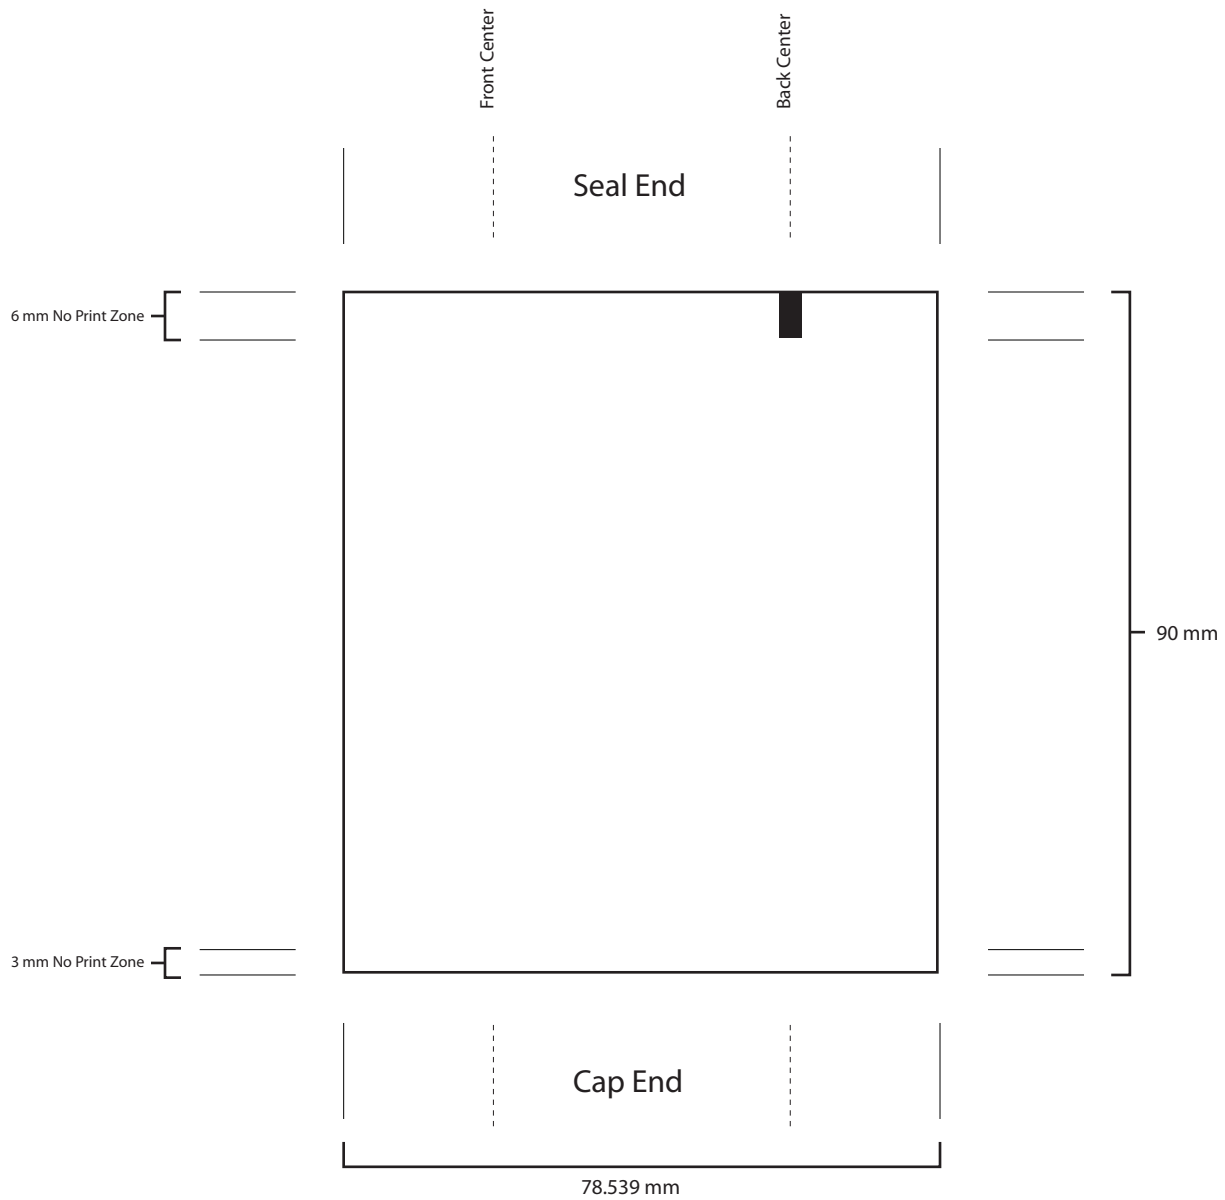 Front Center
Back Center
Seal End
6 mm No Print Zone
90 mm
3 mm No Print Zone
Cap End
78.539 mm